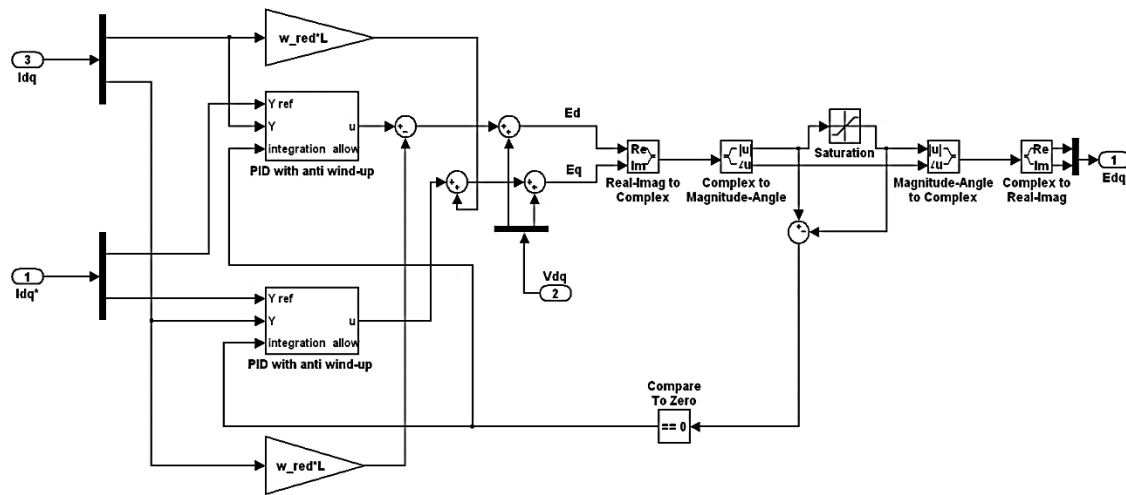 w_red*L
3
Idq
Y ref
Y
u
integration allow
PID with anti wind-up
Ed
Eq
Re
Im
Real-Imag to
Complex
|u|
∠u
Complex to
Magnitude-Angle
Saturation
|u|
∠u
Magnitude-Angle
to Complex
Re
Im
Complex to
Real-Imag
1
Edq
Vdq
2
1
Idq*
Y ref
Y
u
integration allow
PID with anti wind-up
Compare
To Zero
== 0
w_red*L